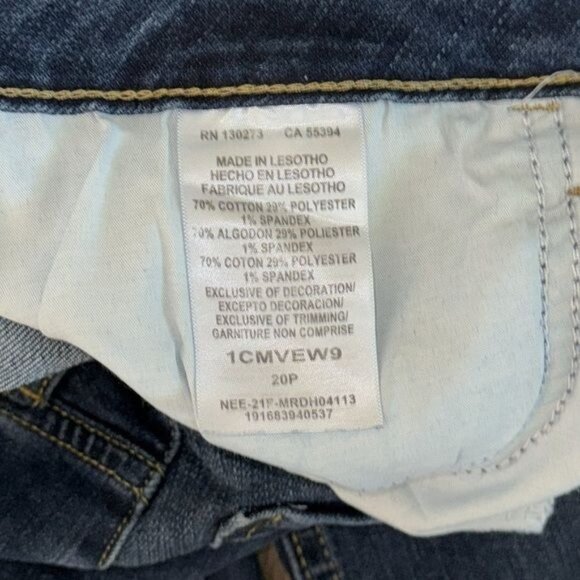 RN 130273 CA 55394
MADE IN LESOTHO
HECHO EN LESOTHO
FABRIQUE AU LESOTHO
70% COTTON 29% POLYESTER
1% SPANDEX
70% ALGODON 29% POLIESTER
1% SPANDEX
70% COTON 29% POLYESTER
1% SPANDEX
EXCLUSIVE OF DECORATION/
EXCEPTO DECORACION/
EXCLUSIVE OF TRIMMING/
GARNITURE NON COMPRISE
1CMVEW9
20P
NEE-21F-MRDH04113
191683940537